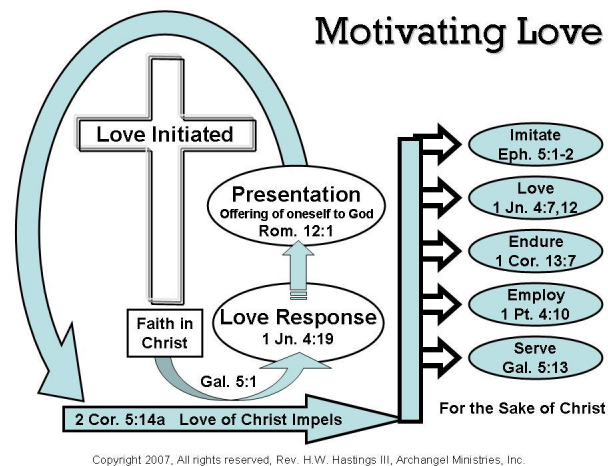 Motivating Love
Love Initiated
Presentation
Offering of oneself to God
Rom. 12:1
Faith in
Christ
Love Response
1 Jn. 4:19
Gal. 5:1
2 Cor. 5:14a Love of Christ Impels
Imitate
Eph. 5:1-2
Love
1 Jn. 4:7,12
Endure
1 Cor. 13:7
Employ
1 Pt. 4:10
Serve
Gal. 5:13
For the Sake of Christ
Copyright 2007, All rights reserved, Rev. H.W. Hastings III, Archangel Ministries, Inc.